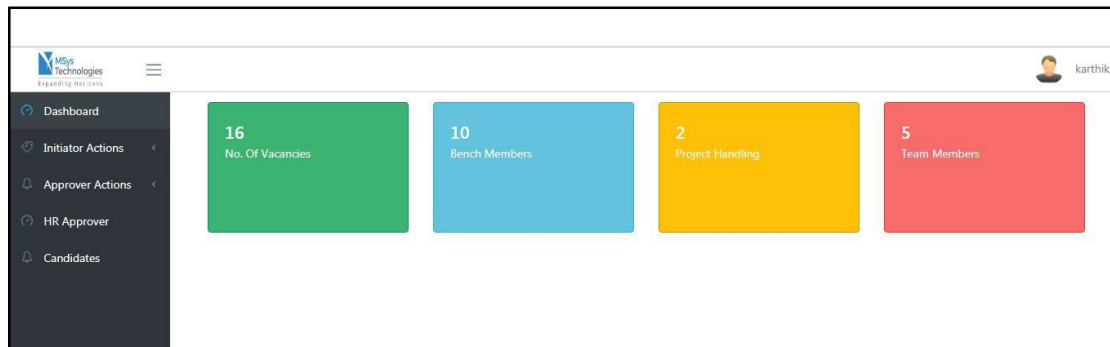 MSys
Technologies
Expanding Horizons
karthik
Dashboard
Initiator Actions
Approver Actions
HR Approver
Candidates
16
No. Of Vacancies
10
Bench Members
2
Project Handling
5
Team Members